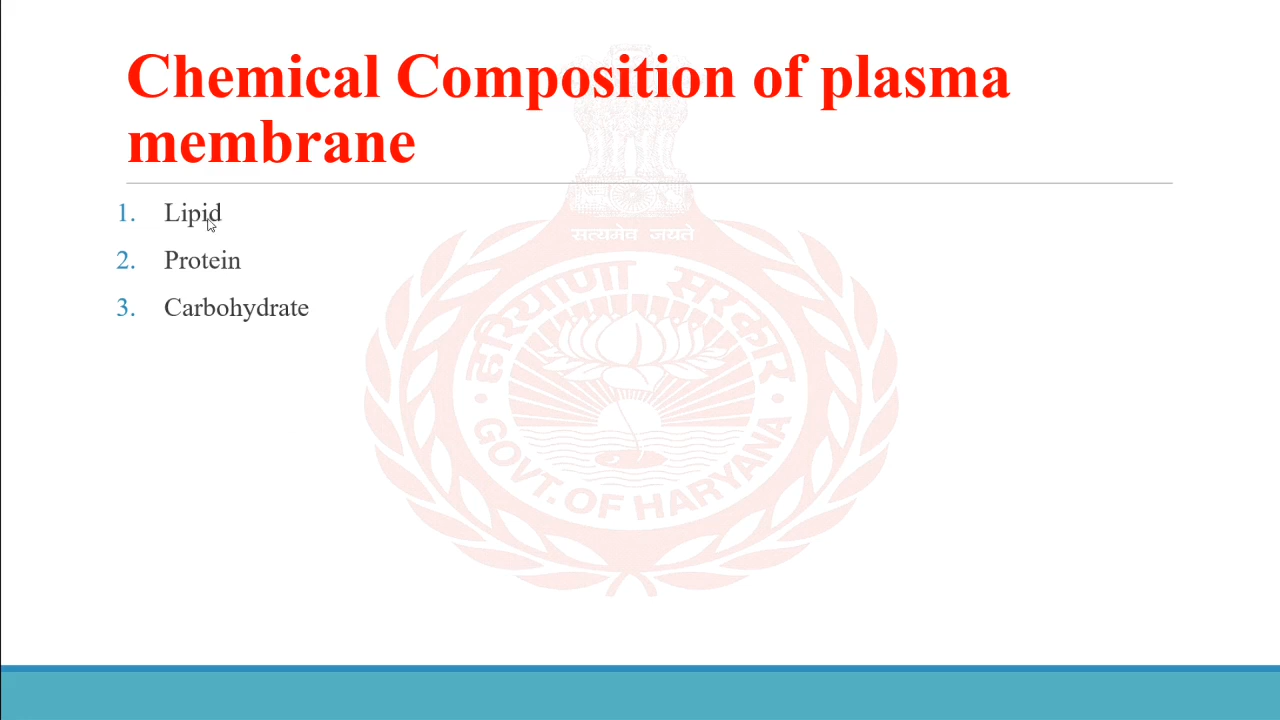 Chemical Composition of plasma
membrane
1. Lipid
2. Protein
3. Carbohydrate
सत्यमेव जयते
हरियाणा सरकार
GOVT. OF HARYANA